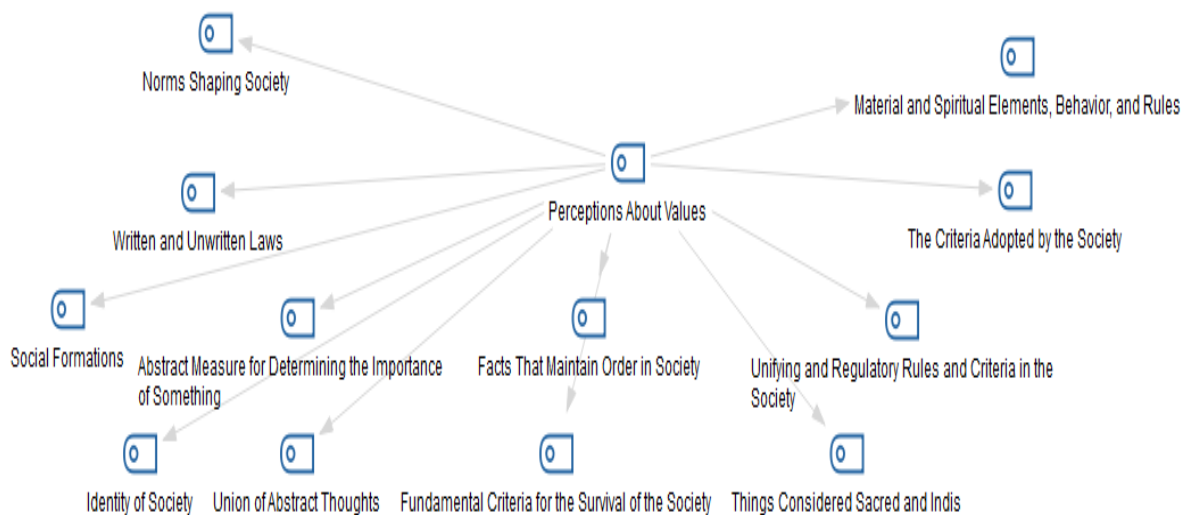 Norms Shaping Society
Material and Spiritual Elements, Behavior, and Rules
Perceptions About Values
Written and Unwritten Laws
The Criteria Adopted by the Society
Social Formations
Abstract Measure for Determining the Importance
of Something
Facts That Maintain Order in Society
Unifying and Regulatory Rules and Criteria in the
Society
Identity of Society
Union of Abstract Thoughts
Fundamental Criteria for the Survival of the Society
Things Considered Sacred and Indis